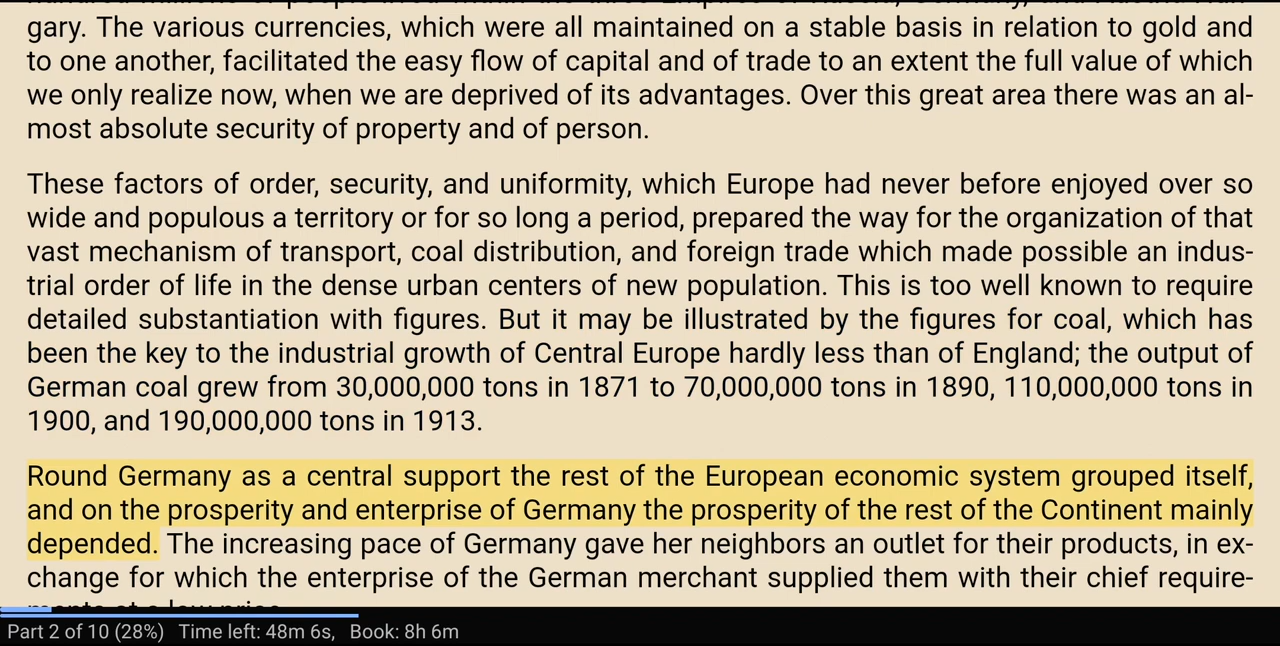 gary. The various currencies, which were all maintained on a stable basis in relation to gold and
to one another, facilitated the easy flow of capital and of trade to an extent the full value of which
we only realize now, when we are deprived of its advantages. Over this great area there was an al-
most absolute security of property and of person.
These factors of order, security, and uniformity, which Europe had never before enjoyed over so
wide and populous a territory or for so long a period, prepared the way for the organization of that
vast mechanism of transport, coal distribution, and foreign trade which made possible an indus-
trial order of life in the dense urban centers of new population. This is too well known to require
detailed substantiation with figures. But it may be illustrated by the figures for coal, which has
been the key to the industrial growth of Central Europe hardly less than of England; the output of
German coal grew from 30,000,000 tons in 1871 to 70,000,000 tons in 1890, 110,000,000 tons in
1900, and 190,000,000 tons in 1913.
Round Germany as a central support the rest of the European economic system grouped itself,
and on the prosperity and enterprise of Germany the prosperity of the rest of the Continent mainly
depended. The increasing pace of Germany gave her neighbors an outlet for their products, in ex-
change for which the enterprise of the German merchant supplied them with their chief require-
ments at a low price.
Part 2 of 10 (28%) Time left: 48m 6s, Book: 8h 6m